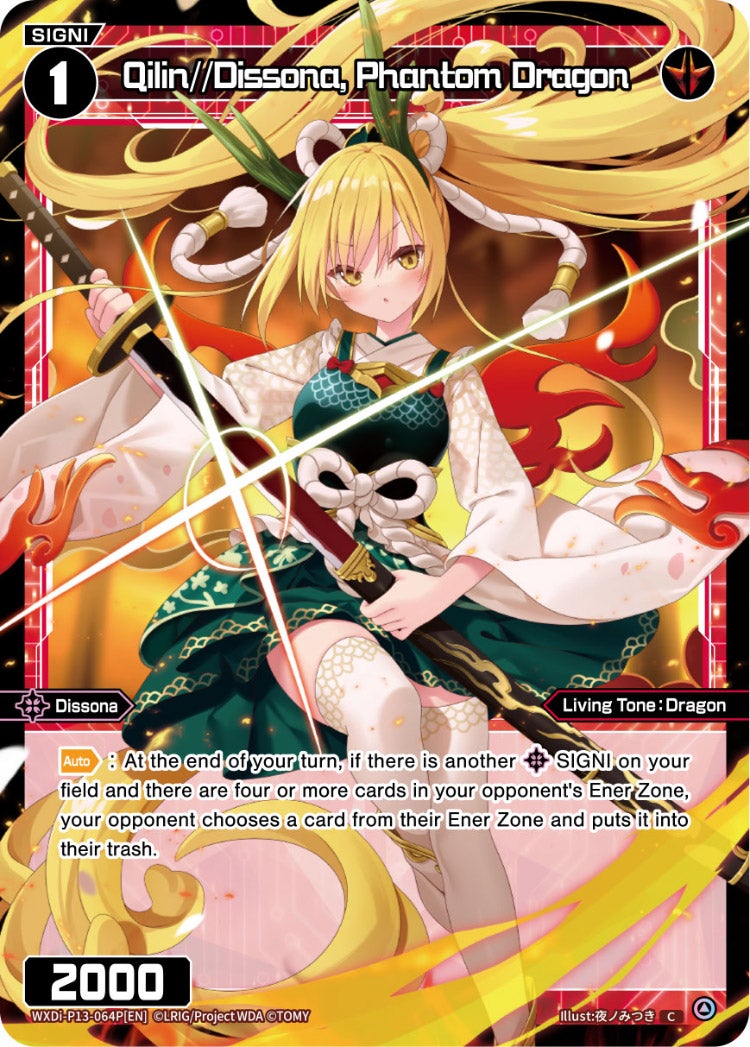 SIGNI
1
Qilin//Dissona, Phantom Dragon
Dissona
Living Tone:Dragon
Auto : At the end of your turn, if there is another SIGNI on your
field and there are four or more cards in your opponent's Ener Zone,
your opponent chooses a card from their Ener Zone and puts it into
their trash.
2000
WXDi-P13-064P[EN] ©LRIG/Project WDA ©TOMY
Illust:夜ノみつき C